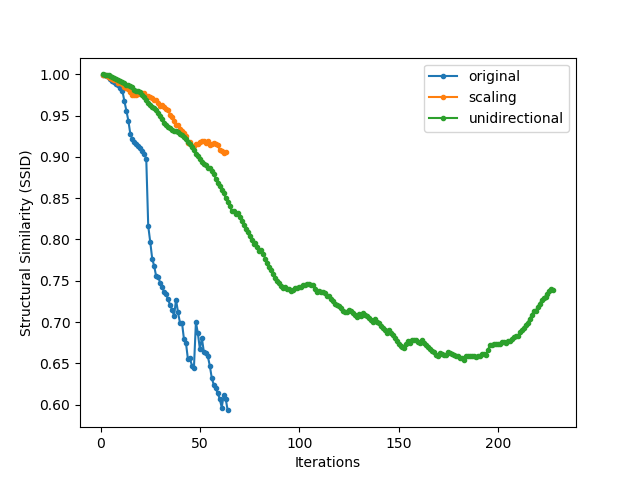 original
scaling
unidirectional
1.00
0.95
0.90
0.85
0.80
0.75
0.70
0.65
0.60
Structural Similarity (SSID)
0 50 100 150 200
Iterations